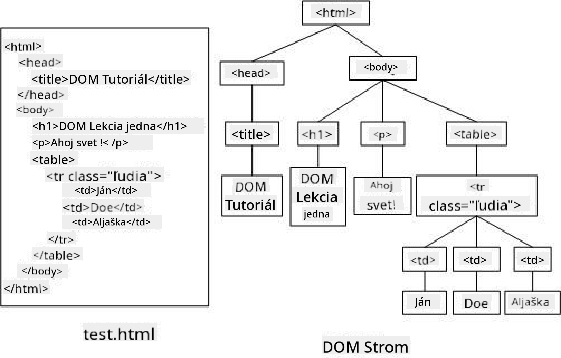 <html>
<head>
<title>DOM Tutoriál</title>
</head>
<body>
<h1>DOM Lekcia jedna</h1>
<p>Ahoj svet !< /p>
<table>
<tr class="ľudia">
<td>Ján</td>
<td>Doe</td>
<td>Aljaška</td>
</tr>
</table>
</body>
</html>
test.html
<html>
<head>
<body>
<title>
<h1>
<p>
<table>
DOM
Tutoriál
DOM
Lekcia
jedna
Ahoj
svet!
<tr
class="ľudia">
<td>
<td>
<td>
Ján
Doe
Aljaška
DOM Strom